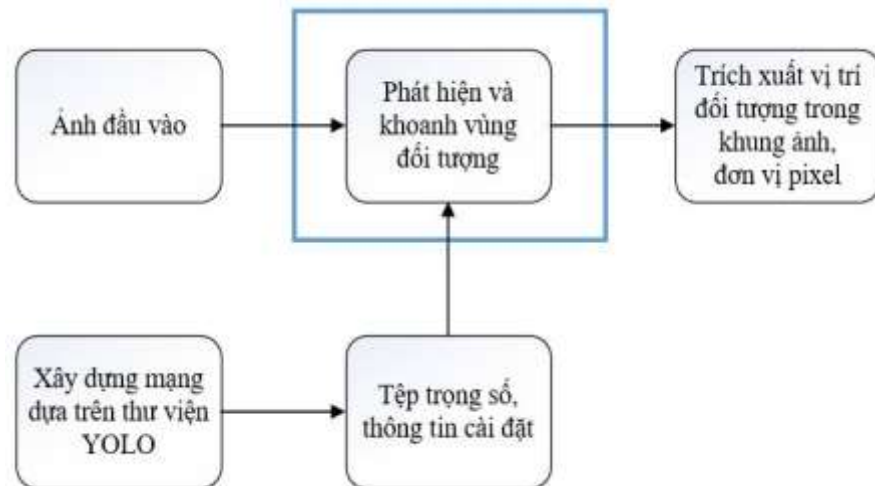 Ảnh đầu vào
Phát hiện và
khoanh vùng
đối tượng
Trích xuất vị trí
đối tượng trong
khung ảnh,
đơn vị pixel
Xây dựng mạng
dựa trên thư viện
YOLO
Tệp trọng số,
thông tin cài đặt